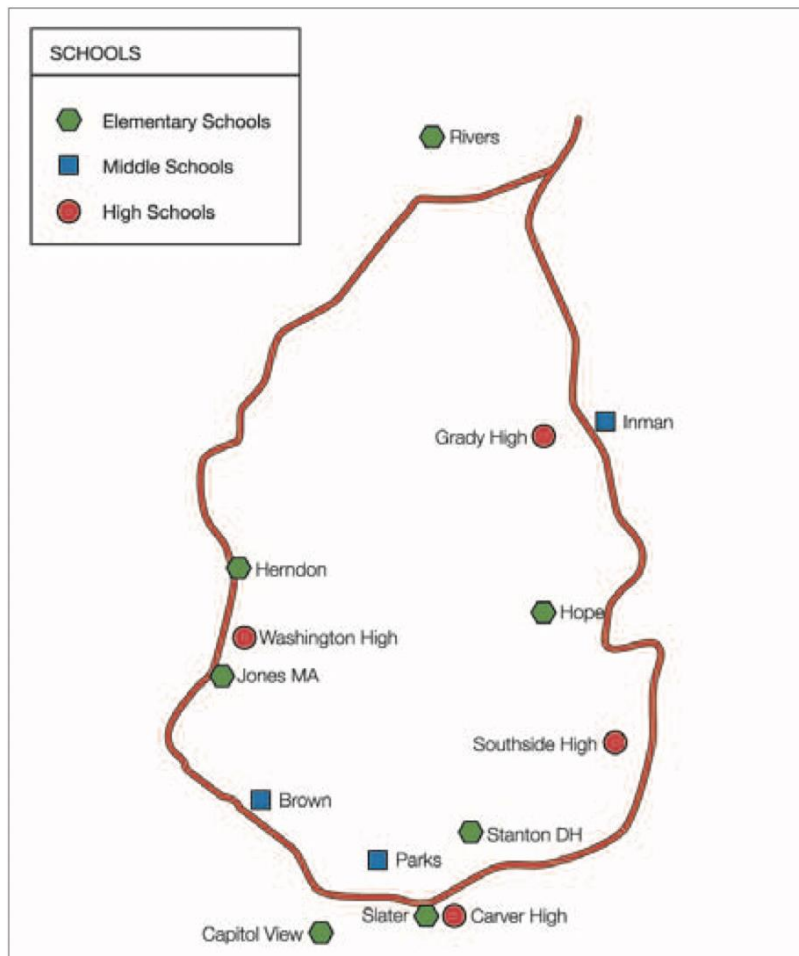 SCHOOLS
Elementary Schools
Middle Schools
High Schools
Rivers
Inman
Grady High
Herndon
Hope
Washington High
Jones MA
Southside High
Brown
Stanton DH
Parks
Slater
Carver High
Capitol View